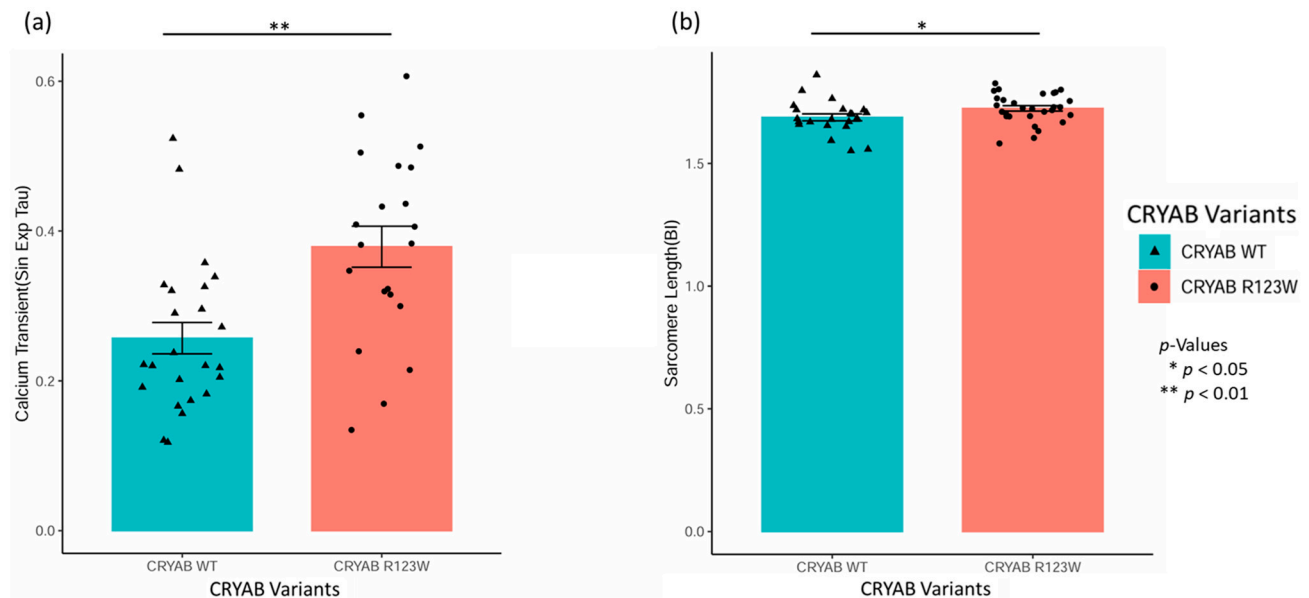 (a)
**
Calcium Transient(Sin Exp Tau)
0.6
0.4
0.2
0.0
CRYAB WT
CRYAB R123W
CRYAB Variants
(b)
*
Sarcomere Length(BI)
1.5
1.0
0.5
0.0
CRYAB WT
CRYAB R123W
CRYAB Variants
CRYAB Variants
CRYAB WT
CRYAB R123W
p-Values
* p < 0.05
** p < 0.01